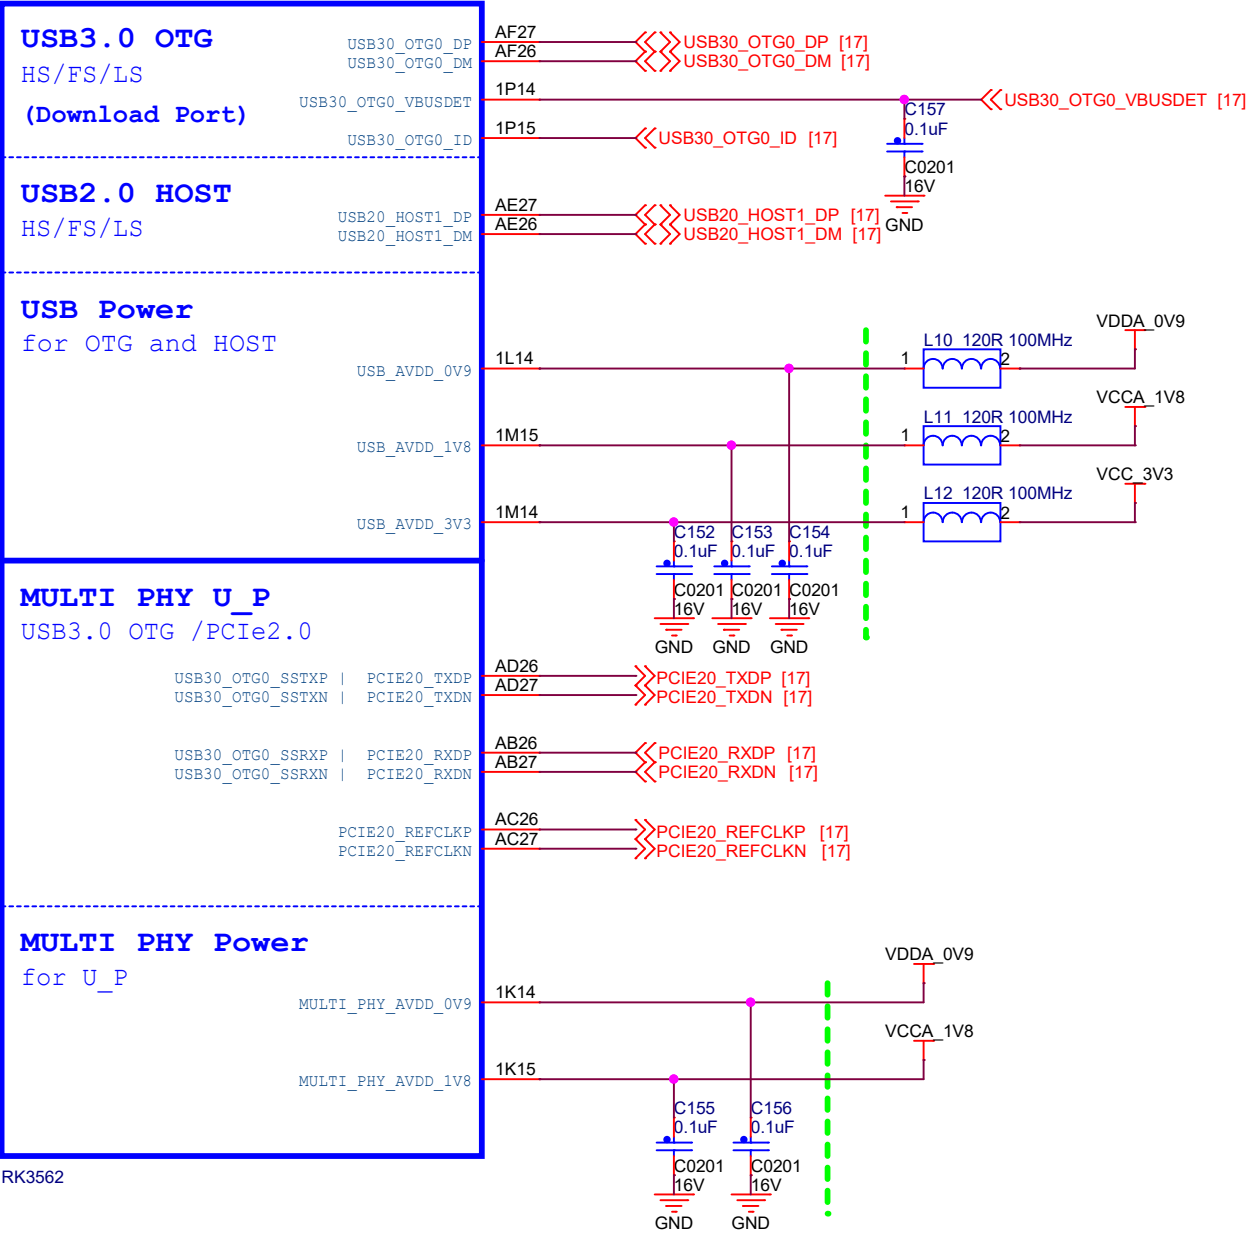 USB3.0 OTG
HS/FS/LS
(Download Port)
USB30_OTG0_DP AF27 USB30_OTG0_DP [17]
USB30_OTG0_DM AF26 USB30_OTG0_DM [17]
USB30_OTG0_VBUSDET 1P14 USB30_OTG0_VBUSDET [17]
C157
0.1uF
USB30_OTG0_ID 1P15 USB30_OTG0_ID [17]
C0201
16V
GND
USB2.0 HOST
HS/FS/LS
USB20_HOST1_DP AE27 USB20_HOST1_DP [17]
USB20_HOST1_DM AE26 USB20_HOST1_DM [17]
USB Power
for OTG and HOST
VDDA_0V9
L10 120R 100MHz
USB_AVDD_0V9 1L14 1 2
VCCA_1V8
L11 120R 100MHz
USB_AVDD_1V8 1M15 1 2
VCC_3V3
L12 120R 100MHz
USB_AVDD_3V3 1M14 1 2
C152 C153 C154
0.1uF 0.1uF 0.1uF
C0201 C0201 C0201
16V 16V 16V
GND GND GND
MULTI PHY U_P
USB3.0 OTG /PCIe2.0
USB30_OTG0_SSTXP | PCIE20_TXDP AD26 PCIE20_TXDP [17]
USB30_OTG0_SSTXN | PCIE20_TXDN AD27 PCIE20_TXDN [17]
USB30_OTG0_SSRXP | PCIE20_RXDP AB26 PCIE20_RXDP [17]
USB30_OTG0_SSRXN | PCIE20_RXDN AB27 PCIE20_RXDN [17]
PCIE20_REFCLKP AC26 PCIE20_REFCLKP [17]
PCIE20_REFCLKN AC27 PCIE20_REFCLKN [17]
MULTI PHY Power
for U_P
VDDA_0V9
MULTI_PHY_AVDD_0V9 1K14
VCCA_1V8
MULTI_PHY_AVDD_1V8 1K15
C155 C156
0.1uF 0.1uF
C0201 C0201
16V 16V
GND GND
RK3562